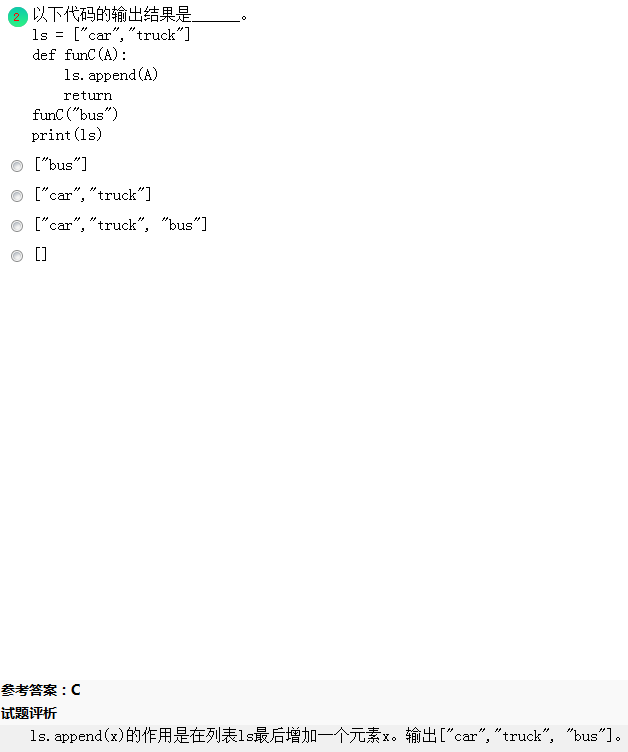 2 以下代码的输出结果是______。
ls = ["car","truck"]
def funC(A):
    ls.append(A)
    return
funC("bus")
print(ls)
["bus"]
["car","truck"]
["car","truck", "bus"]
[]
参考答案：C
试题评析
ls.append(x)的作用是在列表ls最后增加一个元素x。输出["car","truck", "bus"]。